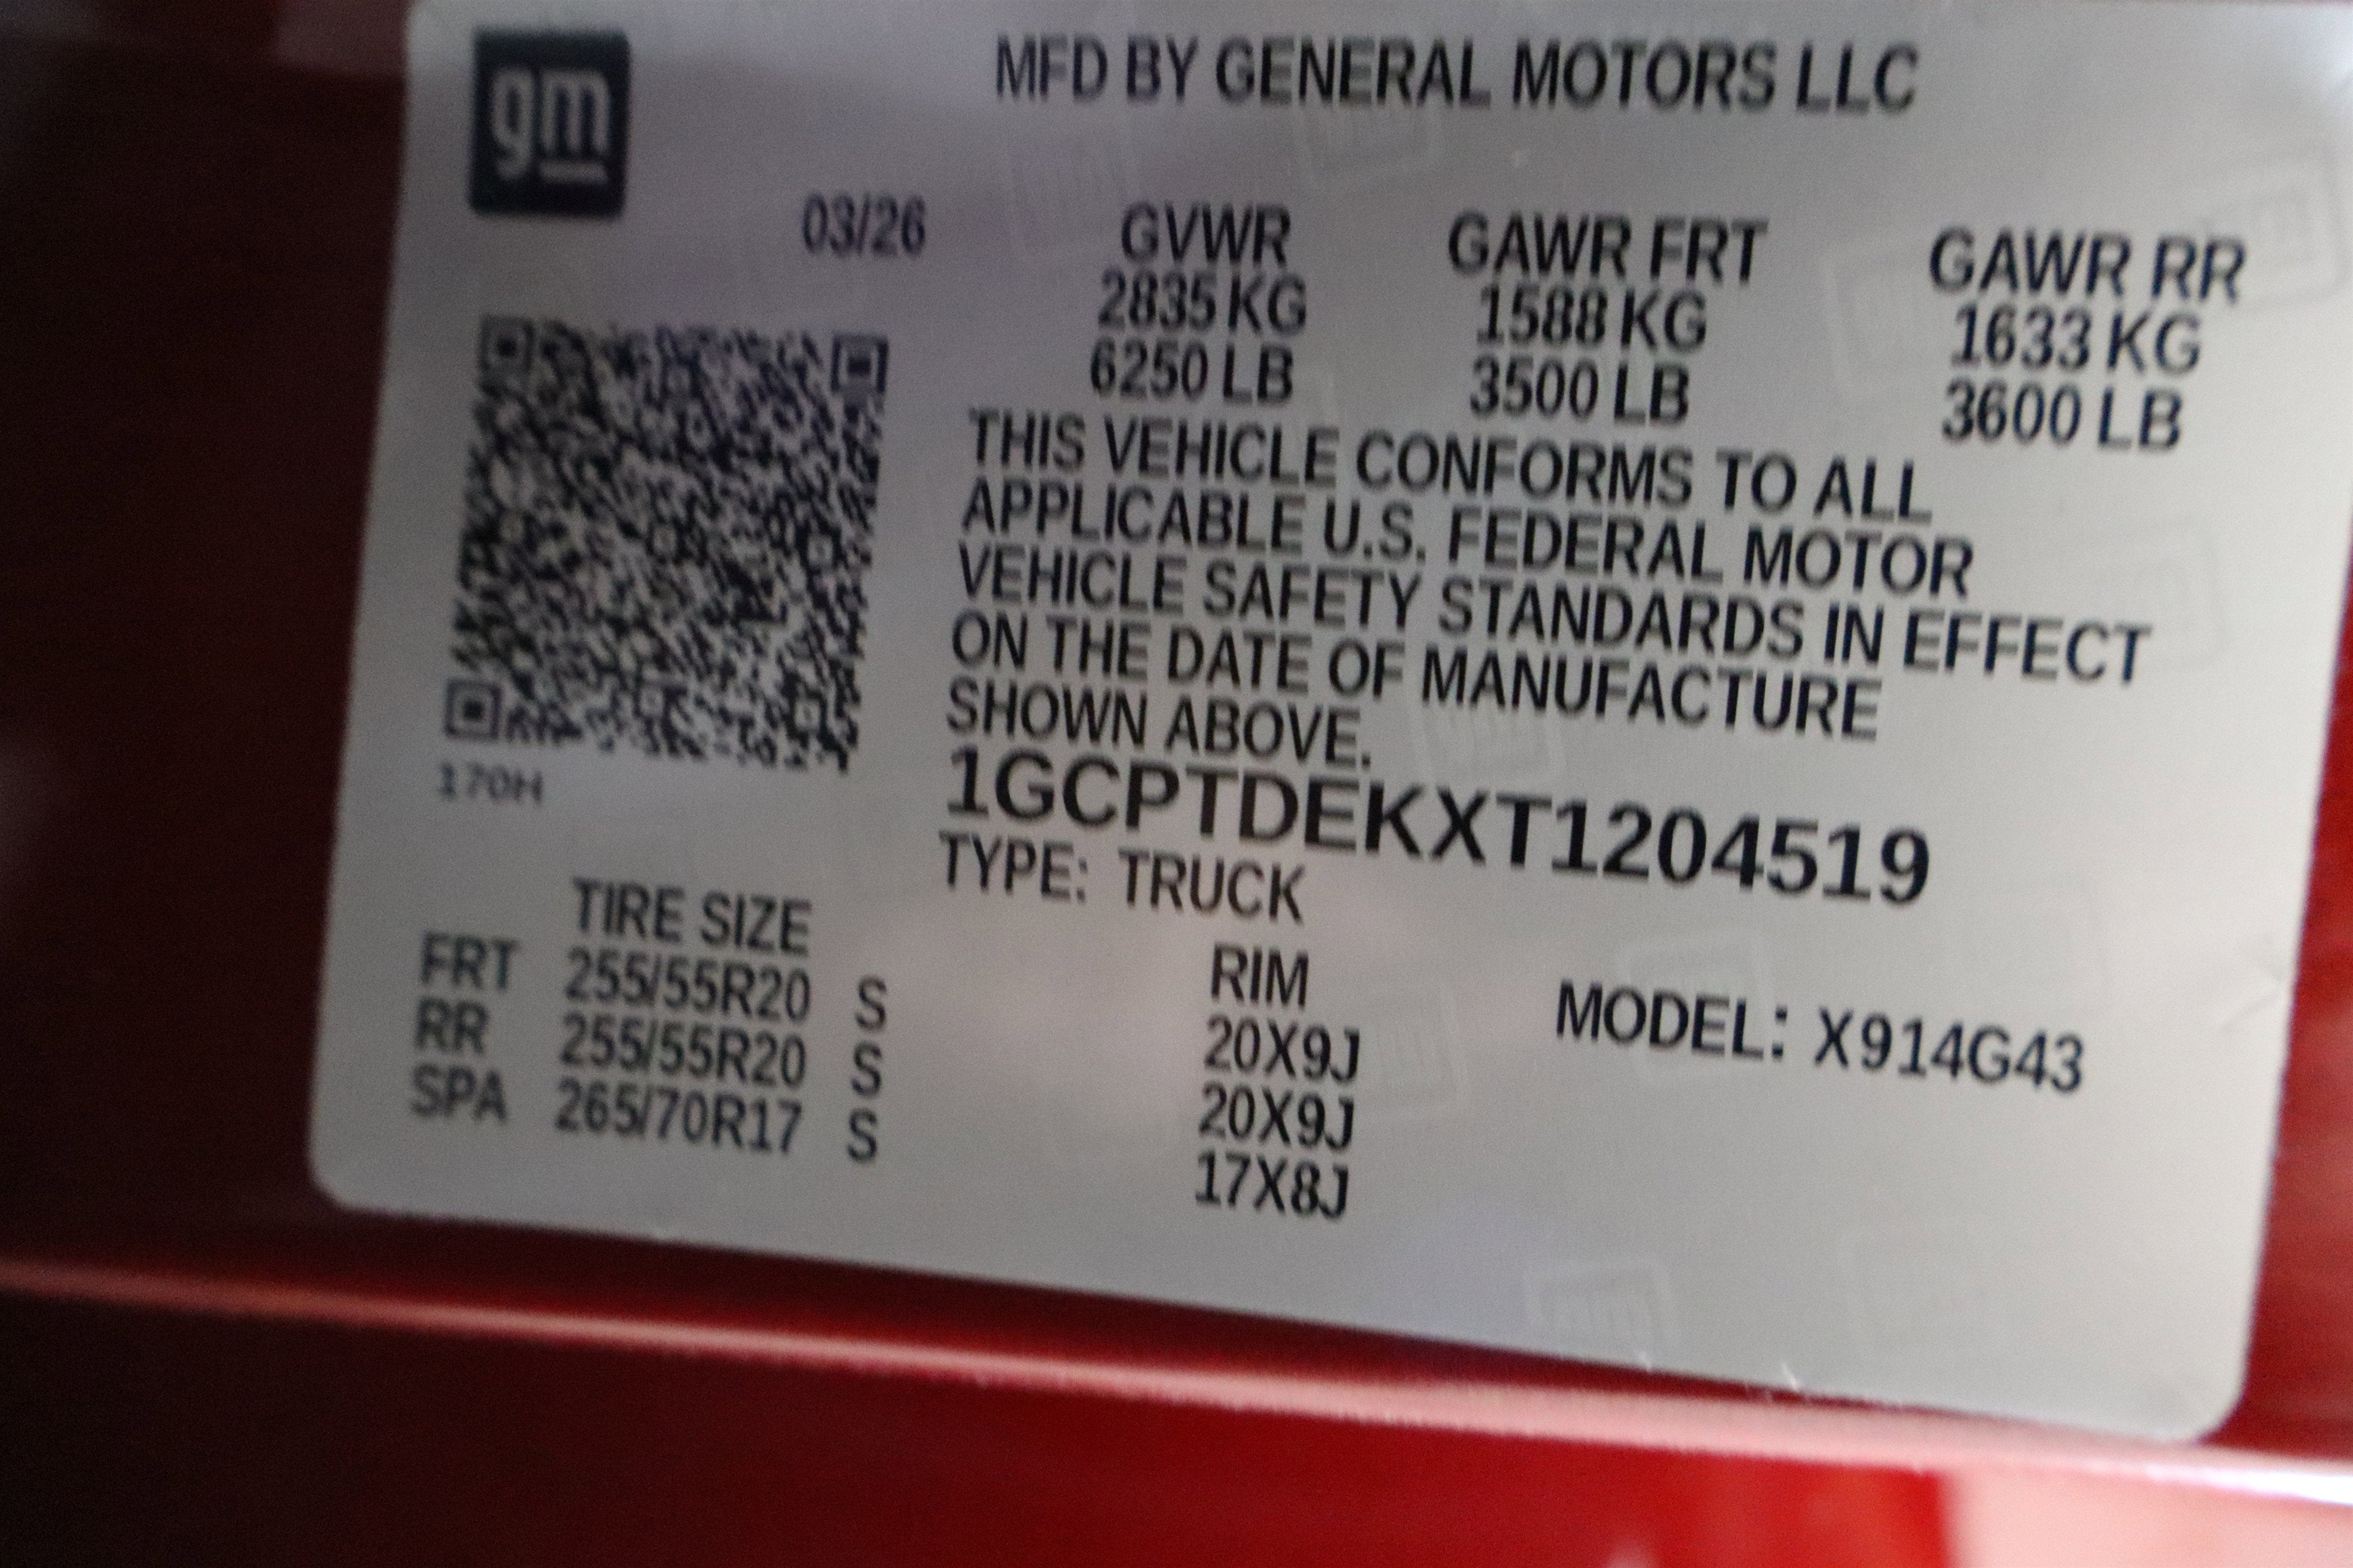 gm
MFD BY GENERAL MOTORS LLC
03/26 GVWR GAWR FRT GAWR RR
2835 KG 1588 KG 1633 KG
6250 LB 3500 LB 3600 LB
THIS VEHICLE CONFORMS TO ALL
APPLICABLE U.S. FEDERAL MOTOR
VEHICLE SAFETY STANDARDS IN EFFECT
ON THE DATE OF MANUFACTURE
SHOWN ABOVE.
170H
1GCPTDEKXT1204519
TYPE: TRUCK
TIRE SIZE RIM
FRT 255/55R20 S 20X9J
RR 255/55R20 S 20X9J
SPA 265/70R17 S 17X8J
MODEL: X914G43